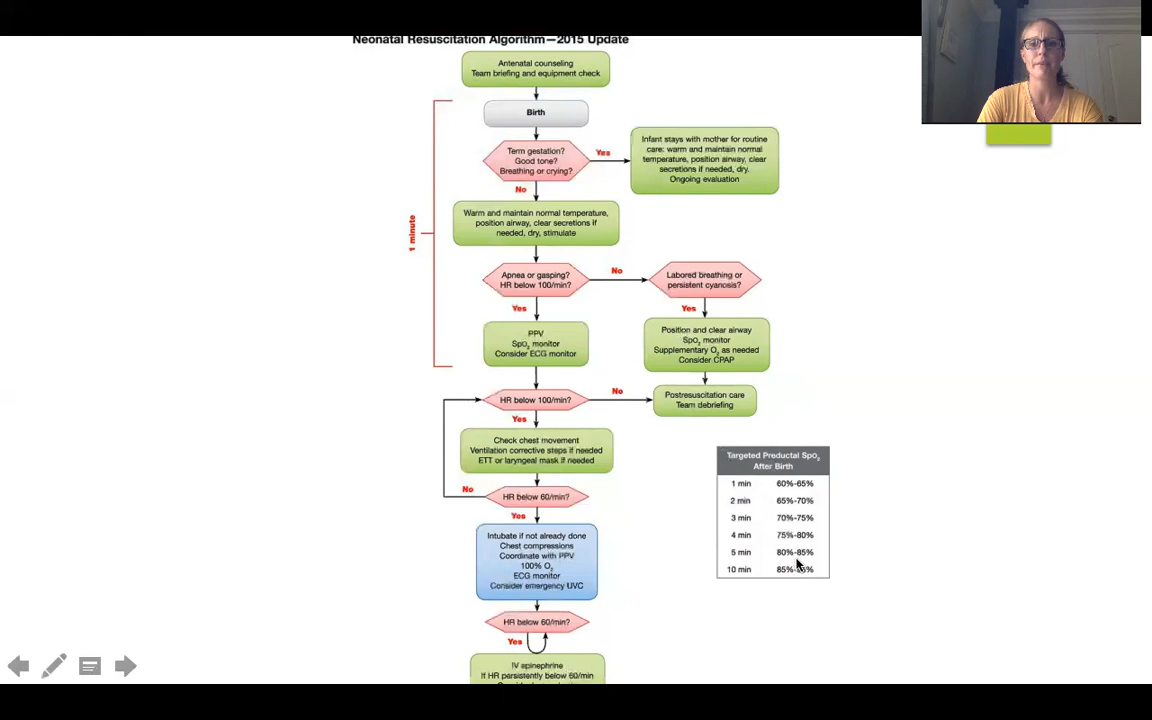 Neonatal Resuscitation Algorithm—2015 Update
Antenatal counseling
Team briefing and equipment check
Birth
1 minute
Term gestation?
Good tone?
Breathing or crying?
Yes
Infant stays with mother for routine
care: warm and maintain normal
temperature, position airway, clear
secretions if needed, dry.
Ongoing evaluation
No
Warm and maintain normal temperature,
position airway, clear secretions if
needed, dry, stimulate
Apnea or gasping?
HR below 100/min?
No
Labored breathing or
persistent cyanosis?
Yes
Yes
PPV
SpO₂ monitor
Consider ECG monitor
Position and clear airway
SpO₂ monitor
Supplementary O₂ as needed
Consider CPAP
HR below 100/min?
No
Postresuscitation care
Team debriefing
Yes
Check chest movement
Ventilation corrective steps if needed
ETT or laryngeal mask if needed
No
HR below 60/min?
Yes
Intubate if not already done
Chest compressions
Coordinate with PPV
100% O₂
ECG monitor
Consider emergency UVC
HR below 60/min?
Yes
IV epinephrine
If HR persistently below 60/min
Targeted Preductal SpO₂
After Birth
1 min 60%-65%
2 min 65%-70%
3 min 70%-75%
4 min 75%-80%
5 min 80%-85%
10 min